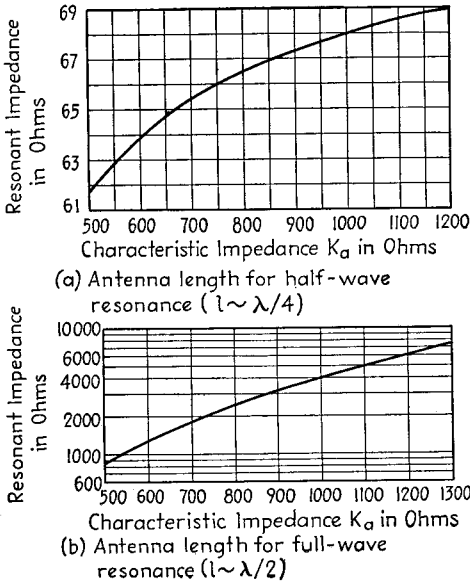 Resonant Impedance
in Ohms
69
67
65
63
61
500 600 700 800 900 1000 1100 1200
Characteristic Impedance Ka in Ohms
(a) Antenna length for half-wave
resonance (l~λ/4)
Resonant Impedance
in Ohms
10 000
6000
4000
2000
1000
600
500 600 700 800 900 1000 1100 1200 1300
Characteristic Impedance Ka in Ohms
(b) Antenna length for full-wave
resonance (l~λ/2)